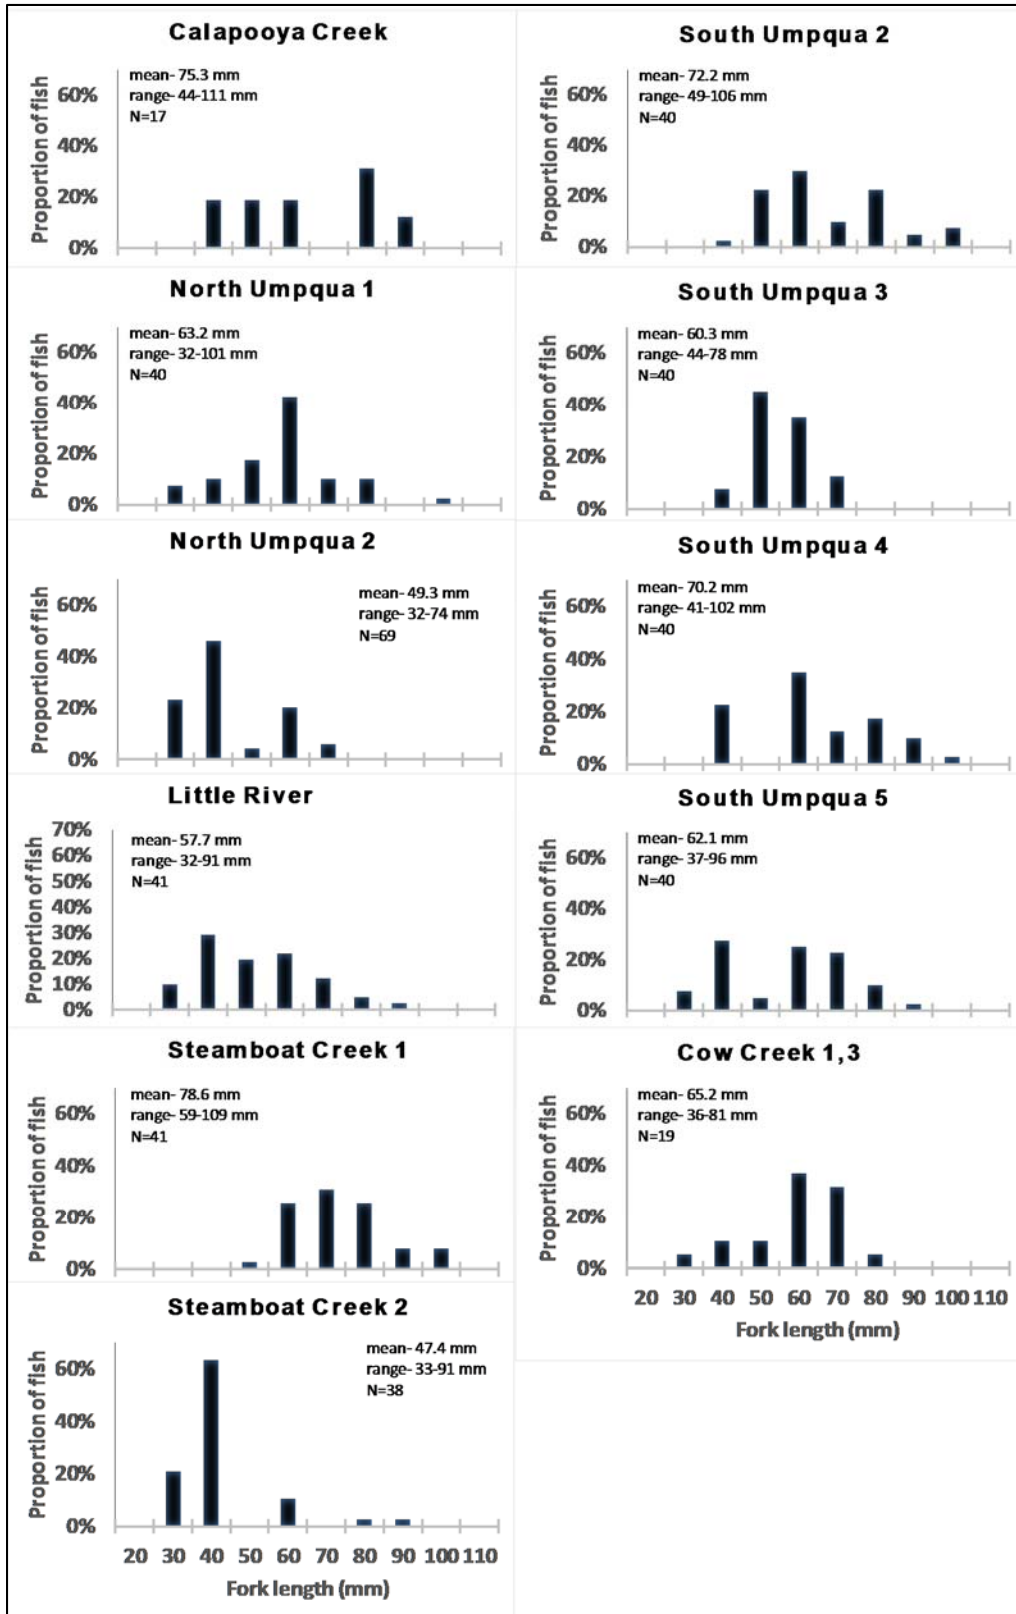 Calapooya Creek
mean- 75.3 mm
range- 44-111 mm
N=17
Proportion of fish
60%
40%
20%
0%
South Umpqua 2
mean- 72.2 mm
range- 49-106 mm
N=40
Proportion of fish
60%
40%
20%
0%
North Umpqua 1
mean- 63.2 mm
range- 32-101 mm
N=40
Proportion of fish
60%
40%
20%
0%
South Umpqua 3
mean- 60.3 mm
range- 44-78 mm
N=40
Proportion of fish
60%
40%
20%
0%
North Umpqua 2
mean- 49.3 mm
range- 32-74 mm
N=69
Proportion of fish
60%
40%
20%
0%
South Umpqua 4
mean- 70.2 mm
range- 41-102 mm
N=40
Proportion of fish
60%
40%
20%
0%
Little River
mean- 57.7 mm
range- 32-91 mm
N=41
Proportion of fish
70%
60%
50%
40%
30%
20%
10%
0%
South Umpqua 5
mean- 62.1 mm
range- 37-96 mm
N=40
Proportion of fish
60%
40%
20%
0%
Steamboat Creek 1
mean- 78.6 mm
range- 59-109 mm
N=41
Proportion of fish
60%
40%
20%
0%
Cow Creek 1,3
mean- 65.2 mm
range- 36-81 mm
N=19
Proportion of fish
60%
40%
20%
0%
20 30 40 50 60 70 80 90 100 110
Fork length (mm)
Steamboat Creek 2
mean- 47.4 mm
range- 33-91 mm
N=38
Proportion of fish
60%
40%
20%
0%
20 30 40 50 60 70 80 90 100 110
Fork length (mm)